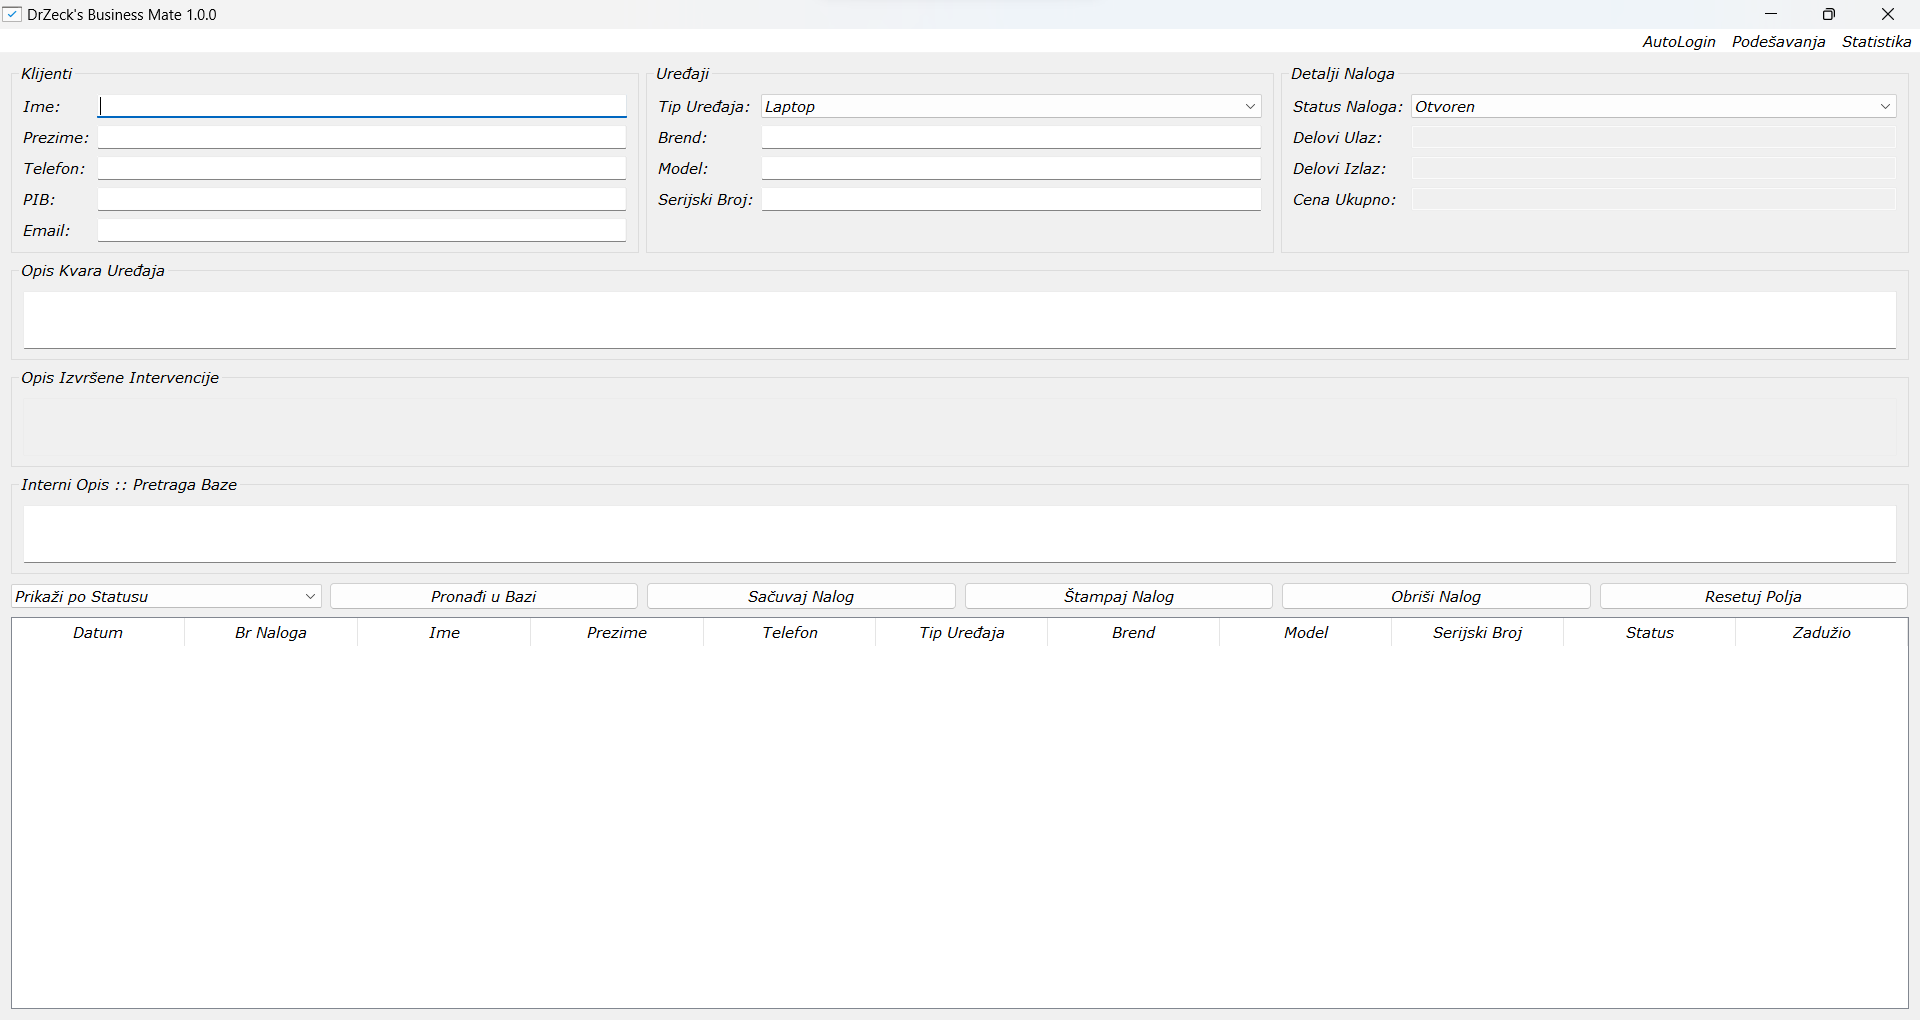 DrZeck's Business Mate 1.0.0
AutoLogin Podešavanja Statistika
Klijenti
Ime:
Prezime:
Telefon:
PIB:
Email:
Uređaji
Tip Uređaja: Laptop
Brend:
Model:
Serijski Broj:
Detalji Naloga
Status Naloga: Otvoren
Delovi Ulaz:
Delovi Izlaz:
Cena Ukupno:
Opis Kvara Uređaja
Opis Izvršene Intervencije
Interni Opis :: Pretraga Baze
Prikaži po Statusu Pronađi u Bazi Sačuvaj Nalog Štampaj Nalog Obriši Nalog Resetuj Polja
Datum Br Naloga Ime Prezime Telefon Tip Uređaja Brend Model Serijski Broj Status Zadužio